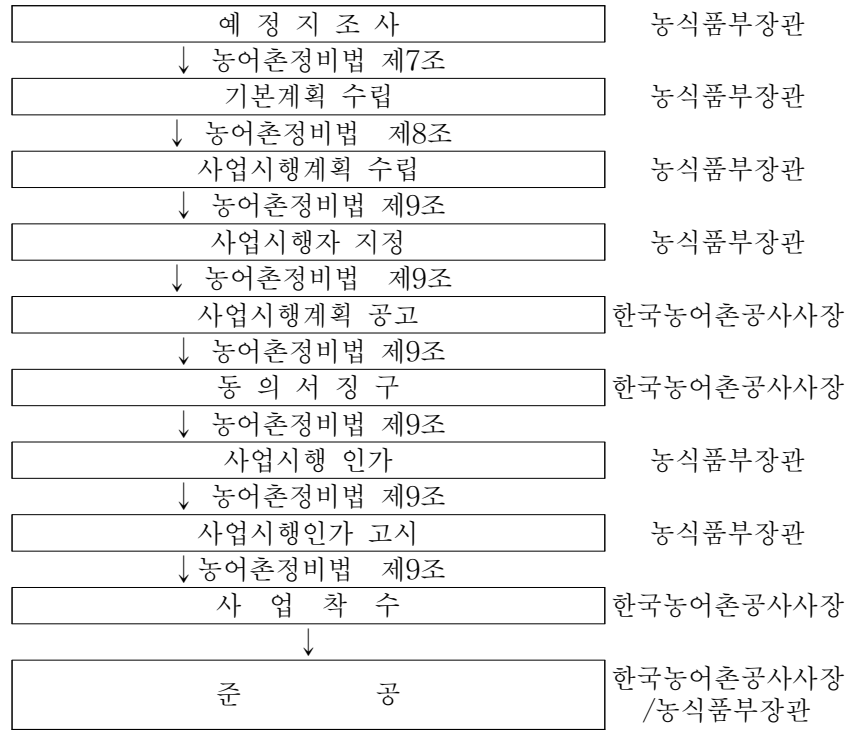 예 정 지 조 사 농식품부장관
↓ 농어촌정비법 제7조
기본계획 수립 농식품부장관
↓ 농어촌정비법 제8조
사업시행계획 수립 농식품부장관
↓ 농어촌정비법 제9조
사업시행자 지정 농식품부장관
↓ 농어촌정비법 제9조
사업시행계획 공고 한국농어촌공사사장
↓ 농어촌정비법 제9조
동 의 서 징 구 한국농어촌공사사장
↓ 농어촌정비법 제9조
사업시행 인가 농식품부장관
↓ 농어촌정비법 제9조
사업시행인가 고시 농식품부장관
↓농어촌정비법 제9조
사 업 착 수 한국농어촌공사사장
↓
준 공 한국농어촌공사사장
/농식품부장관